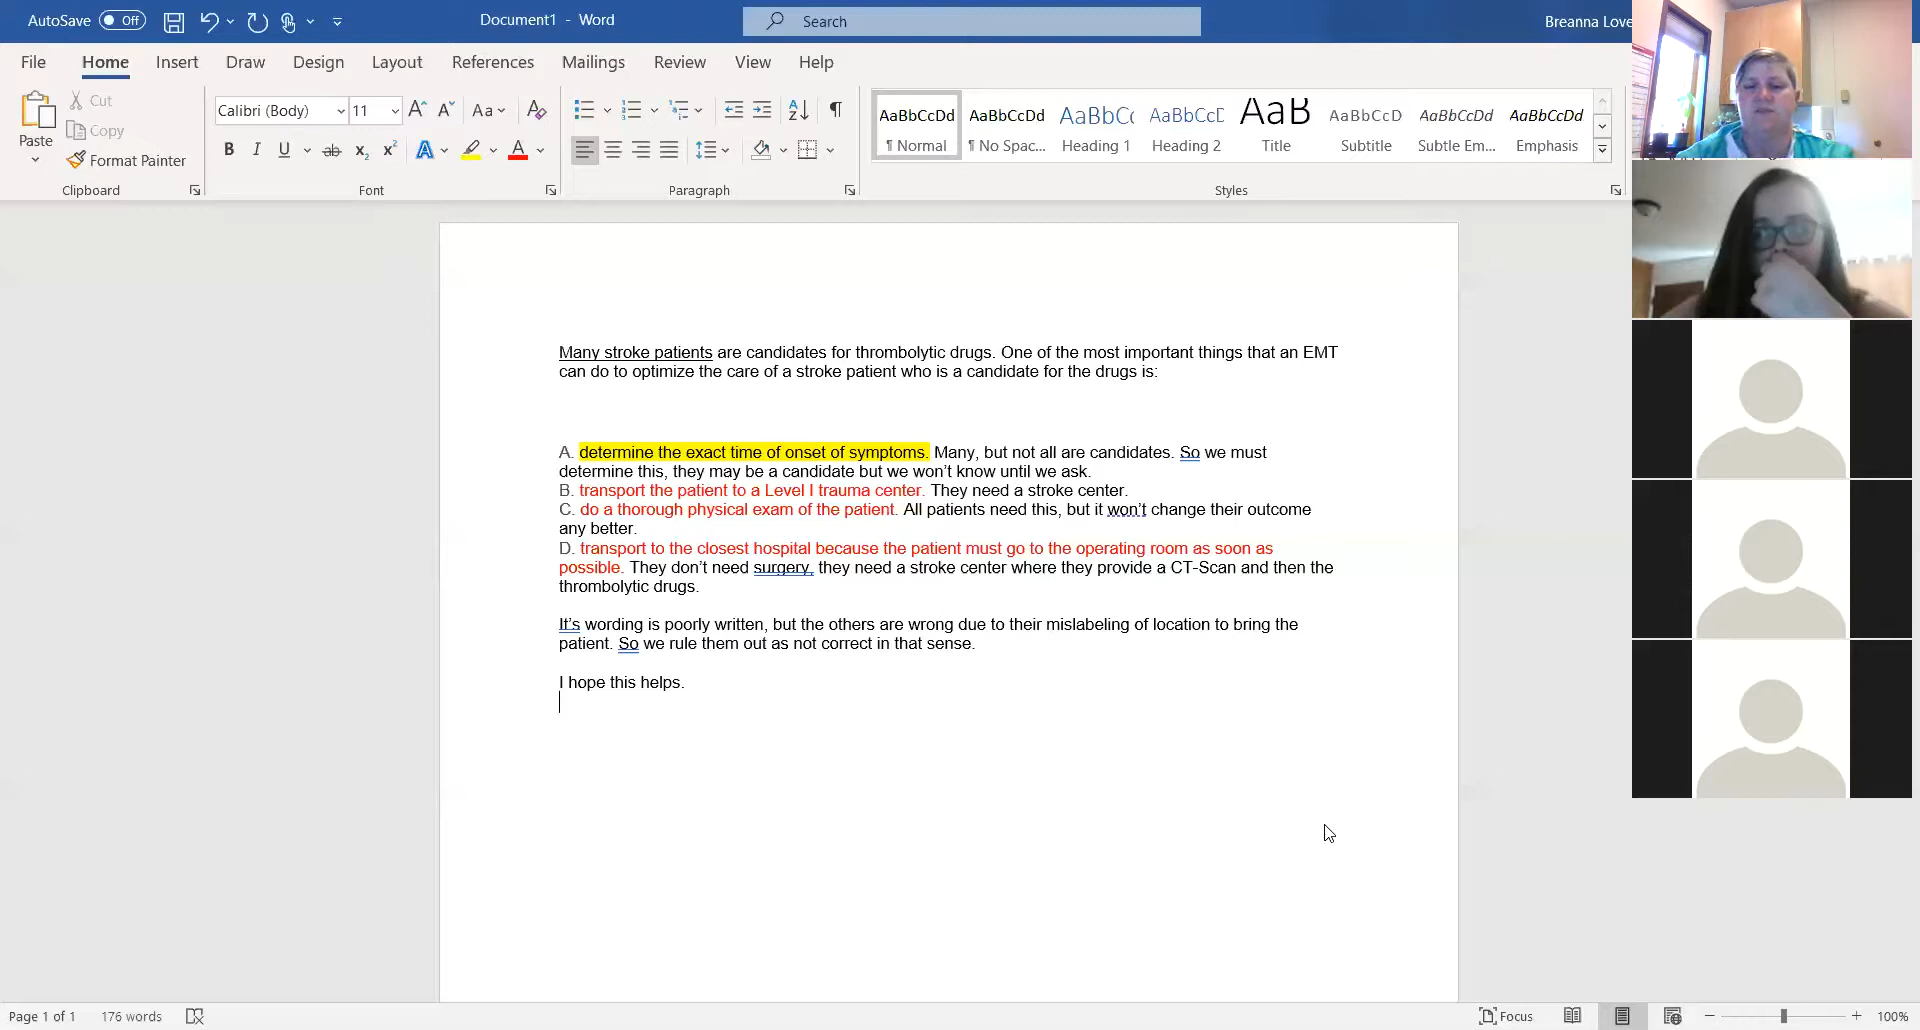 AutoSave Off
Document1 - Word
Search
Breanna Love
File Home Insert Draw Design Layout References Mailings Review View Help
Paste
Cut
Copy
Format Painter
Clipboard
Calibri (Body) 11
Aa
B I U ab x₂ x²
Font
Paragraph
AaBbCcDd AaBbCcDd AaBbCc AaBbCcD AaB AaBbCcD AaBbCcDd AaBbCcDd
¶ Normal ¶ No Spac... Heading 1 Heading 2 Title Subtitle Subtle Em... Emphasis
Styles
Many stroke patients are candidates for thrombolytic drugs. One of the most important things that an EMT
can do to optimize the care of a stroke patient who is a candidate for the drugs is:
A. determine the exact time of onset of symptoms. Many, but not all are candidates. So we must
determine this, they may be a candidate but we won’t know until we ask.
B. transport the patient to a Level I trauma center. They need a stroke center.
C. do a thorough physical exam of the patient. All patients need this, but it won’t change their outcome
any better.
D. transport to the closest hospital because the patient must go to the operating room as soon as
possible. They don’t need surgery, they need a stroke center where they provide a CT-Scan and then the
thrombolytic drugs.
It’s wording is poorly written, but the others are wrong due to their mislabeling of location to bring the
patient. So we rule them out as not correct in that sense.
I hope this helps.
Page 1 of 1 176 words
Focus
100%